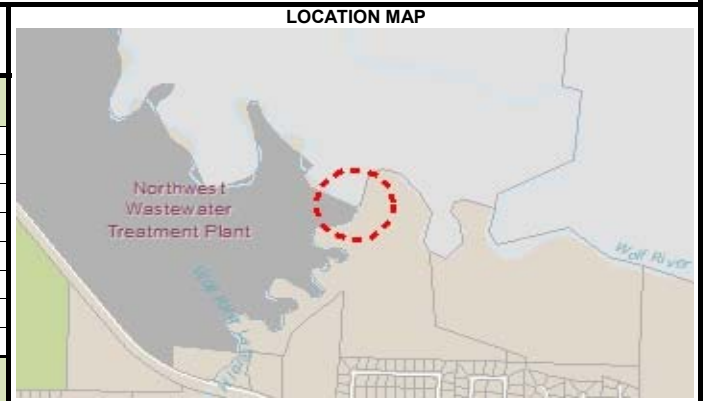 LOCATION MAP
Northwest
Wastewater
Treatment Plant
Wolf River